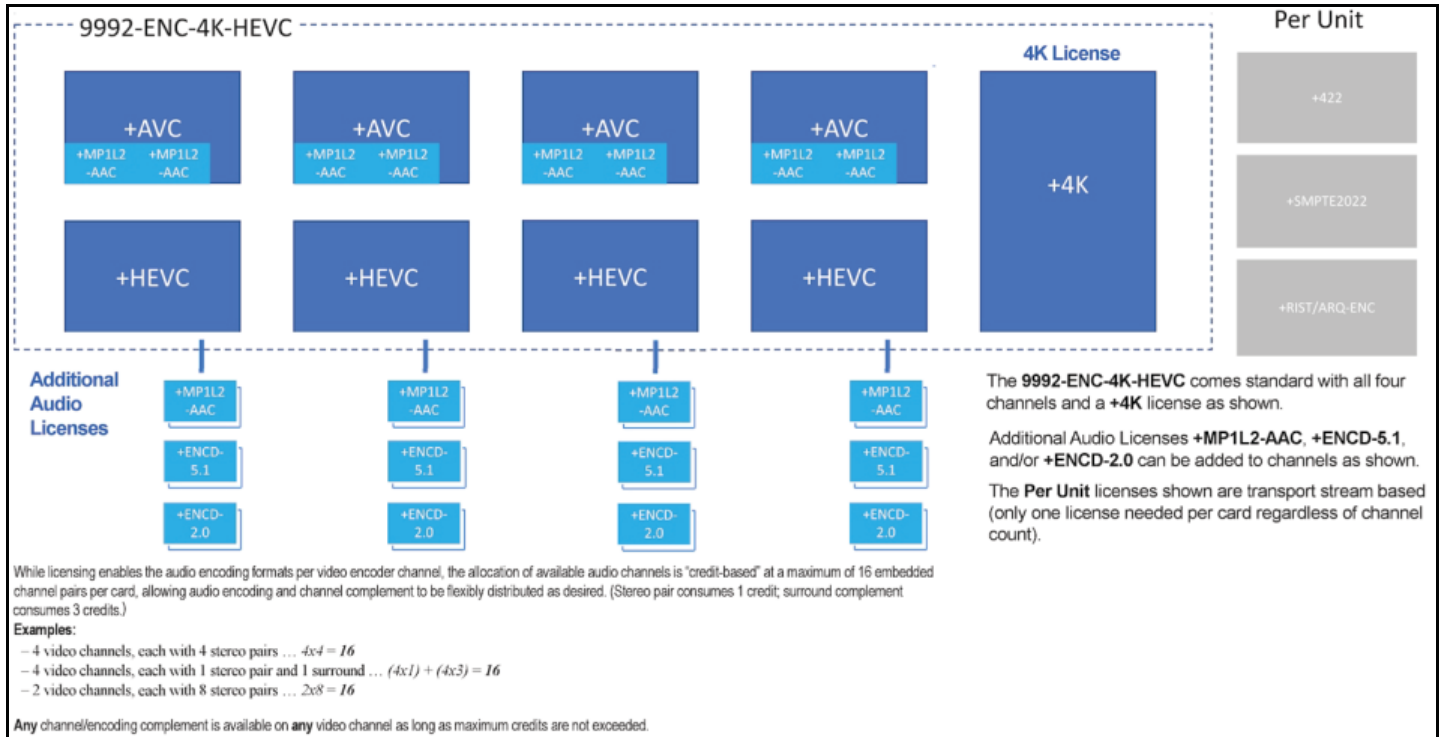 9992-ENC-4K-HEVC
Per Unit
4K License
+AVC
+MP1L2
-AAC
+MP1L2
-AAC
+AVC
+MP1L2
-AAC
+MP1L2
-AAC
+AVC
+MP1L2
-AAC
+MP1L2
-AAC
+AVC
+MP1L2
-AAC
+MP1L2
-AAC
+4K
+422
+SMPTE2022
+RIST/ARQ-ENC
+HEVC
+HEVC
+HEVC
+HEVC
Additional
Audio
Licenses
+MP1L2
-AAC
+MP1L2
-AAC
+MP1L2
-AAC
+MP1L2
-AAC
+ENCD-
5.1
+ENCD-
5.1
+ENCD-
5.1
+ENCD-
5.1
+ENCD-
2.0
+ENCD-
2.0
+ENCD-
2.0
+ENCD-
2.0
The 9992-ENC-4K-HEVC comes standard with all four
channels and a +4K license as shown.
Additional Audio Licenses +MP1L2-AAC, +ENCD-5.1,
and/or +ENCD-2.0 can be added to channels as shown.
The Per Unit licenses shown are transport stream based
(only one license needed per card regardless of channel
count).
While licensing enables the audio encoding formats per video encoder channel, the allocation of available audio channels is "credit-based" at a maximum of 16 embedded
channel pairs per card, allowing audio encoding and channel complement to be flexibly distributed as desired. (Stereo pair consumes 1 credit; surround complement
consumes 3 credits.)
Examples:
– 4 video channels, each with 4 stereo pairs … 4x4 = 16
– 4 video channels, each with 1 stereo pair and 1 surround … (4x1) + (4x3) = 16
– 2 video channels, each with 8 stereo pairs … 2x8 = 16
Any channel/encoding complement is available on any video channel as long as maximum credits are not exceeded.